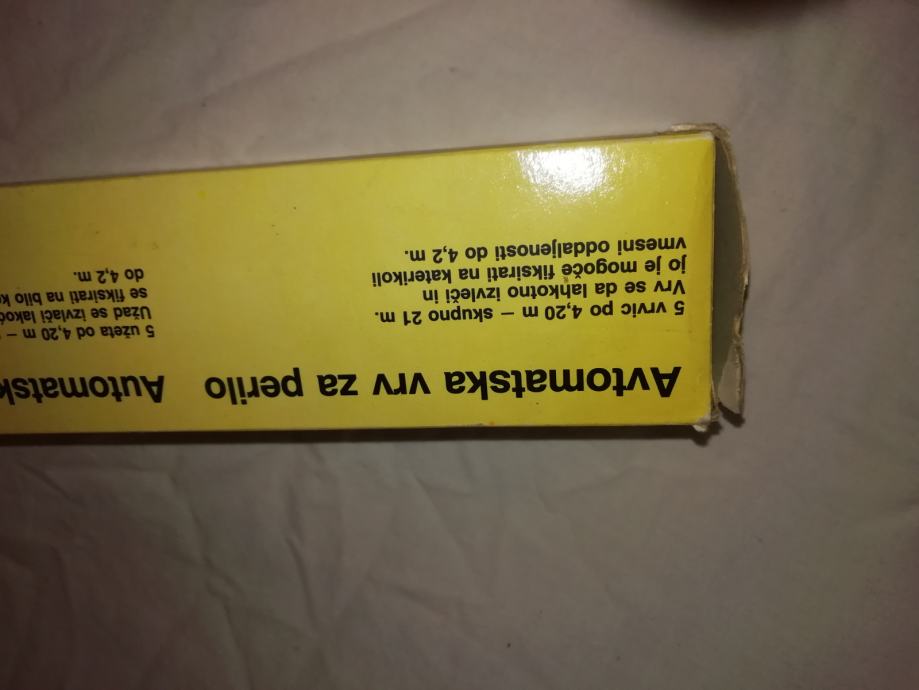 Avtomatska vrv za perilo
5 vrvic po 4,20 m – skupno 21 m.
Vrv se da lahkotno izvleči in
jo je mogoče fiksirati na katerikoli
vmesni oddaljenosti do 4,2 m.
Automatsk
5 užeta od 4,20 m –
Užad se izvlači lakoć
se fiksirati na bilo k
do 4,2 m.